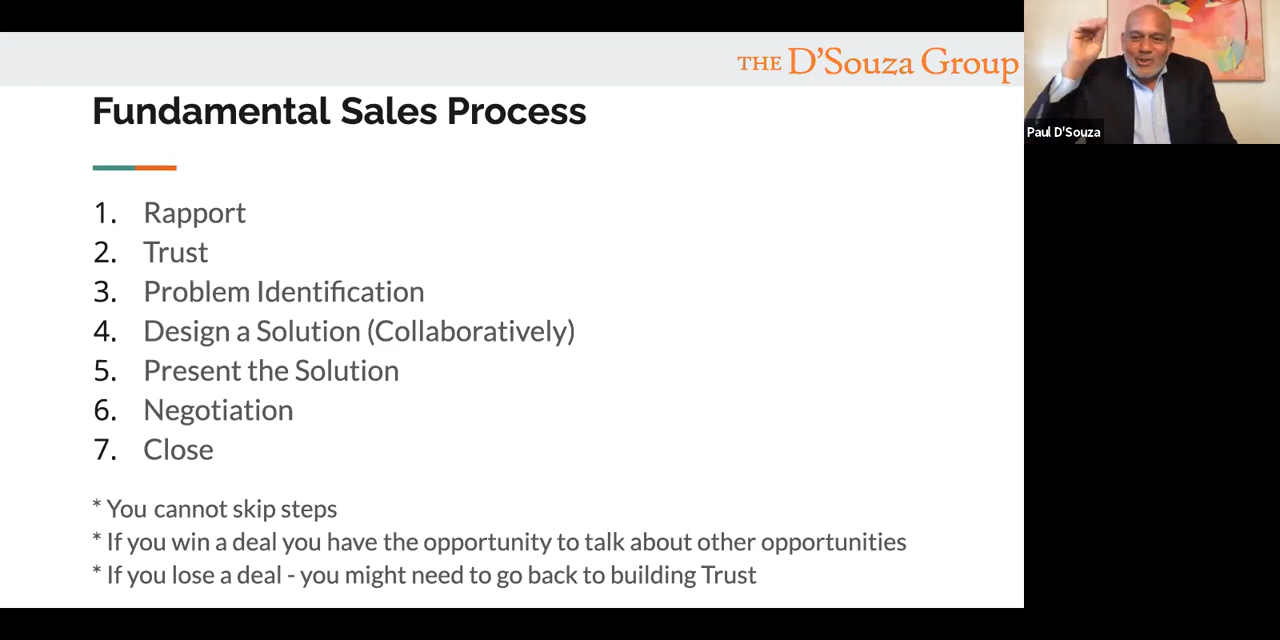 THE D'Souza Group
Fundamental Sales Process
1. Rapport
2. Trust
3. Problem Identification
4. Design a Solution (Collaboratively)
5. Present the Solution
6. Negotiation
7. Close
* You cannot skip steps
* If you win a deal you have the opportunity to talk about other opportunities
* If you lose a deal - you might need to go back to building Trust
Paul D'Souza